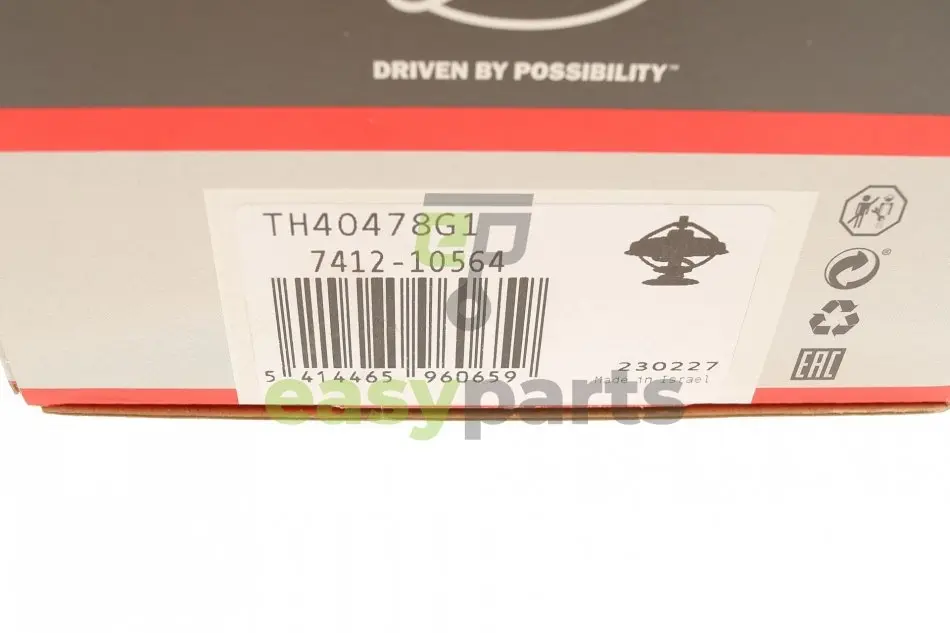 DRIVEN BY POSSIBILITY™
TH40478G1
7412-10564
5 414465 960659
230227
Made in Israel
EAC
easyparts